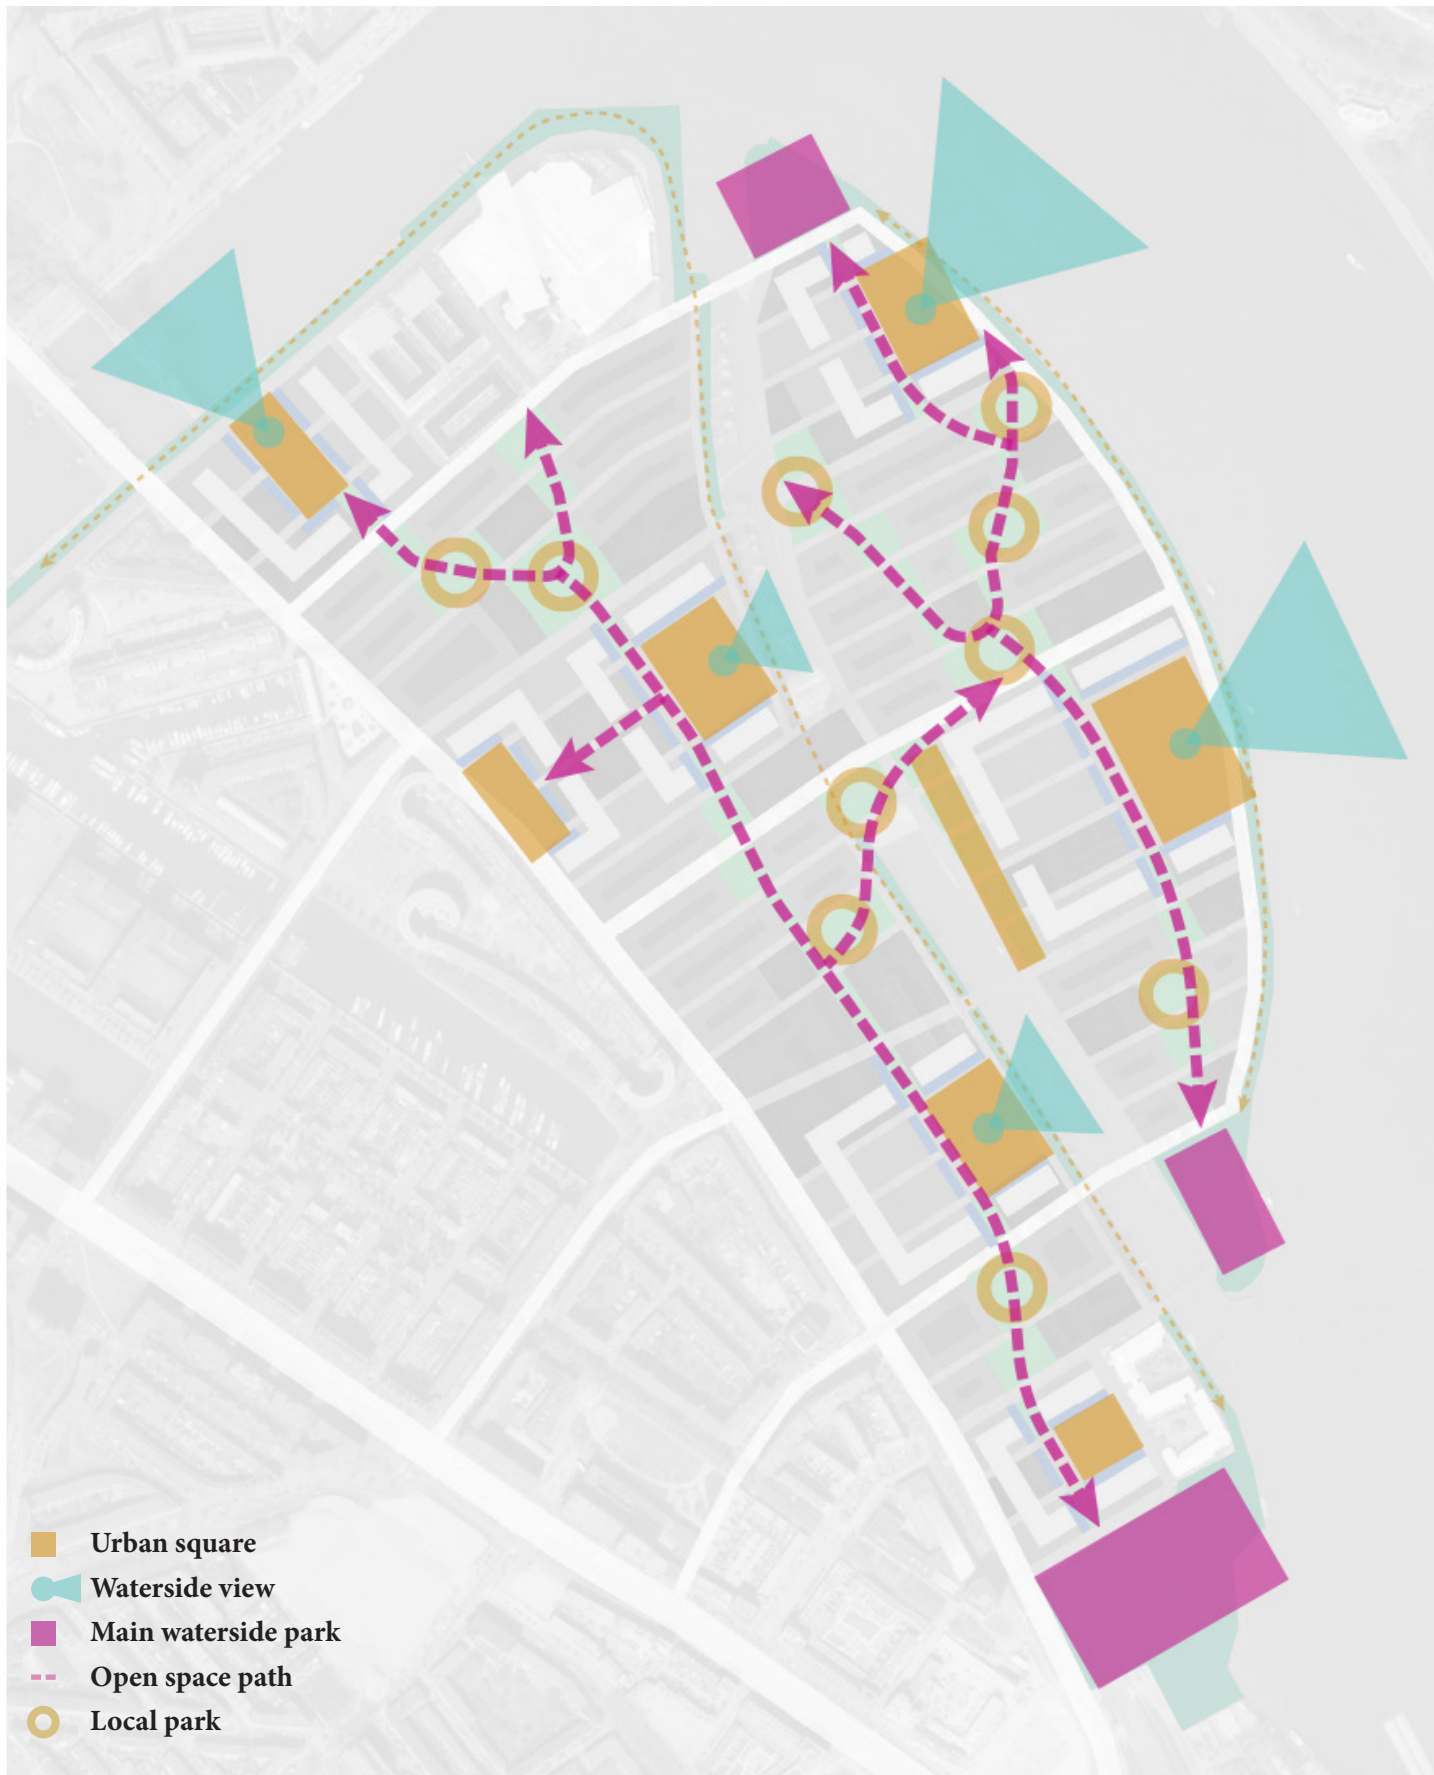 Urban square
Waterside view
Main waterside park
Open space path
Local park